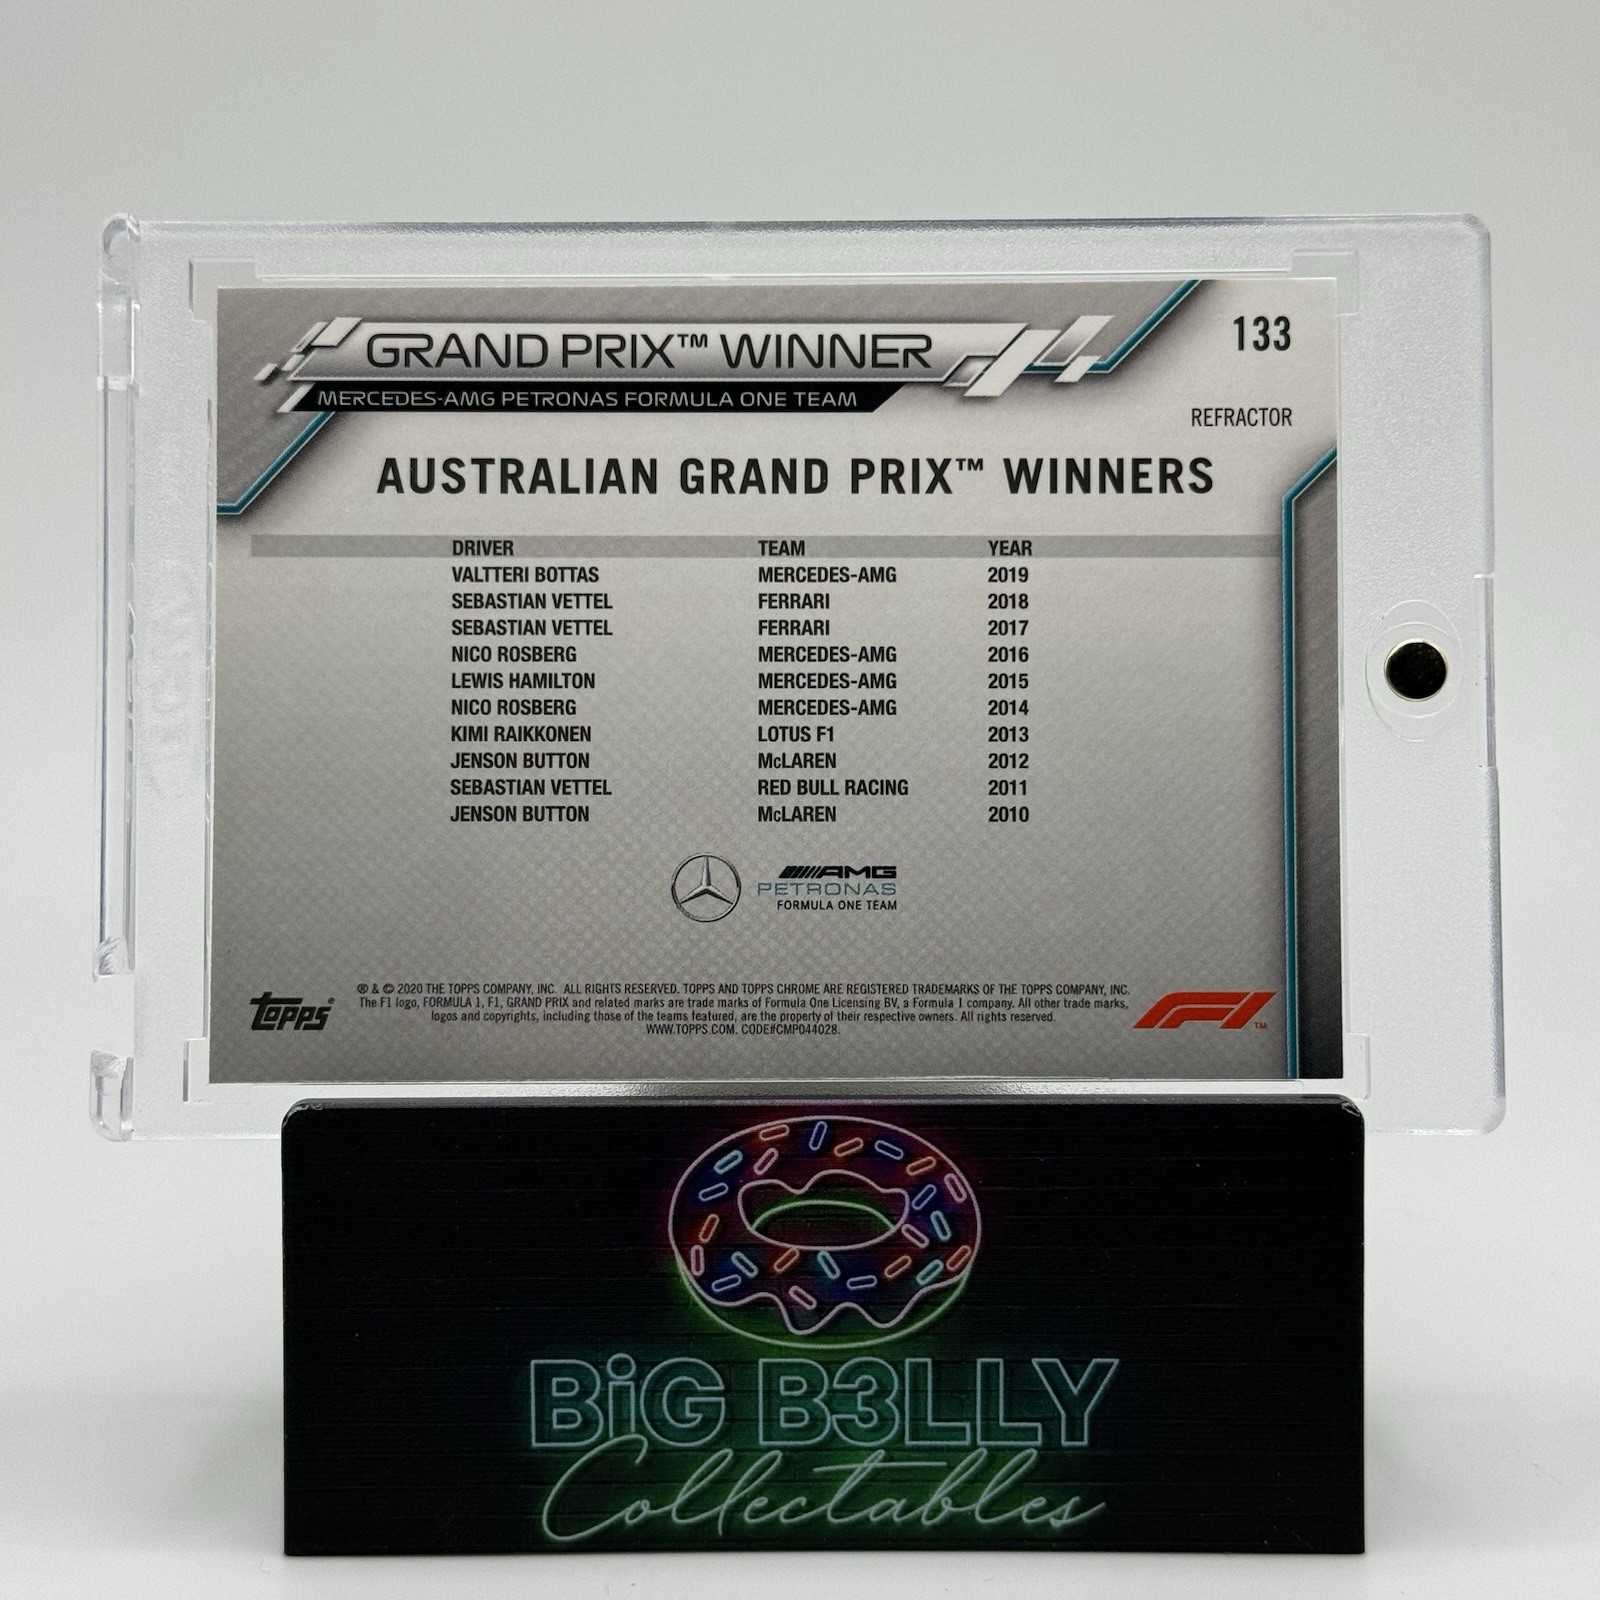 GRAND PRIX™ WINNER
133
MERCEDES-AMG PETRONAS FORMULA ONE TEAM
REFRACTOR
AUSTRALIAN GRAND PRIX™ WINNERS
DRIVER TEAM YEAR
VALTTERI BOTTAS MERCEDES-AMG 2019
SEBASTIAN VETTEL FERRARI 2018
SEBASTIAN VETTEL FERRARI 2017
NICO ROSBERG MERCEDES-AMG 2016
LEWIS HAMILTON MERCEDES-AMG 2015
NICO ROSBERG MERCEDES-AMG 2014
KIMI RAIKKONEN LOTUS F1 2013
JENSON BUTTON McLAREN 2012
SEBASTIAN VETTEL RED BULL RACING 2011
JENSON BUTTON McLAREN 2010
AMG
PETRONAS
FORMULA ONE TEAM
® & © 2020 THE TOPPS COMPANY, INC. ALL RIGHTS RESERVED. TOPPS AND TOPPS CHROME ARE REGISTERED TRADEMARKS OF THE TOPPS COMPANY, INC.
The F1 logo, FORMULA 1, F1, GRAND PRIX and related marks are trade marks of Formula One Licensing BV, a Formula 1 company. All other trade marks,
logos and copyrights, including those of the teams featured, are the property of their respective owners. All rights reserved.
WWW.TOPPS.COM. CODE#CMP044028.
topps®
F1™
BiG B3LLY
Collectables